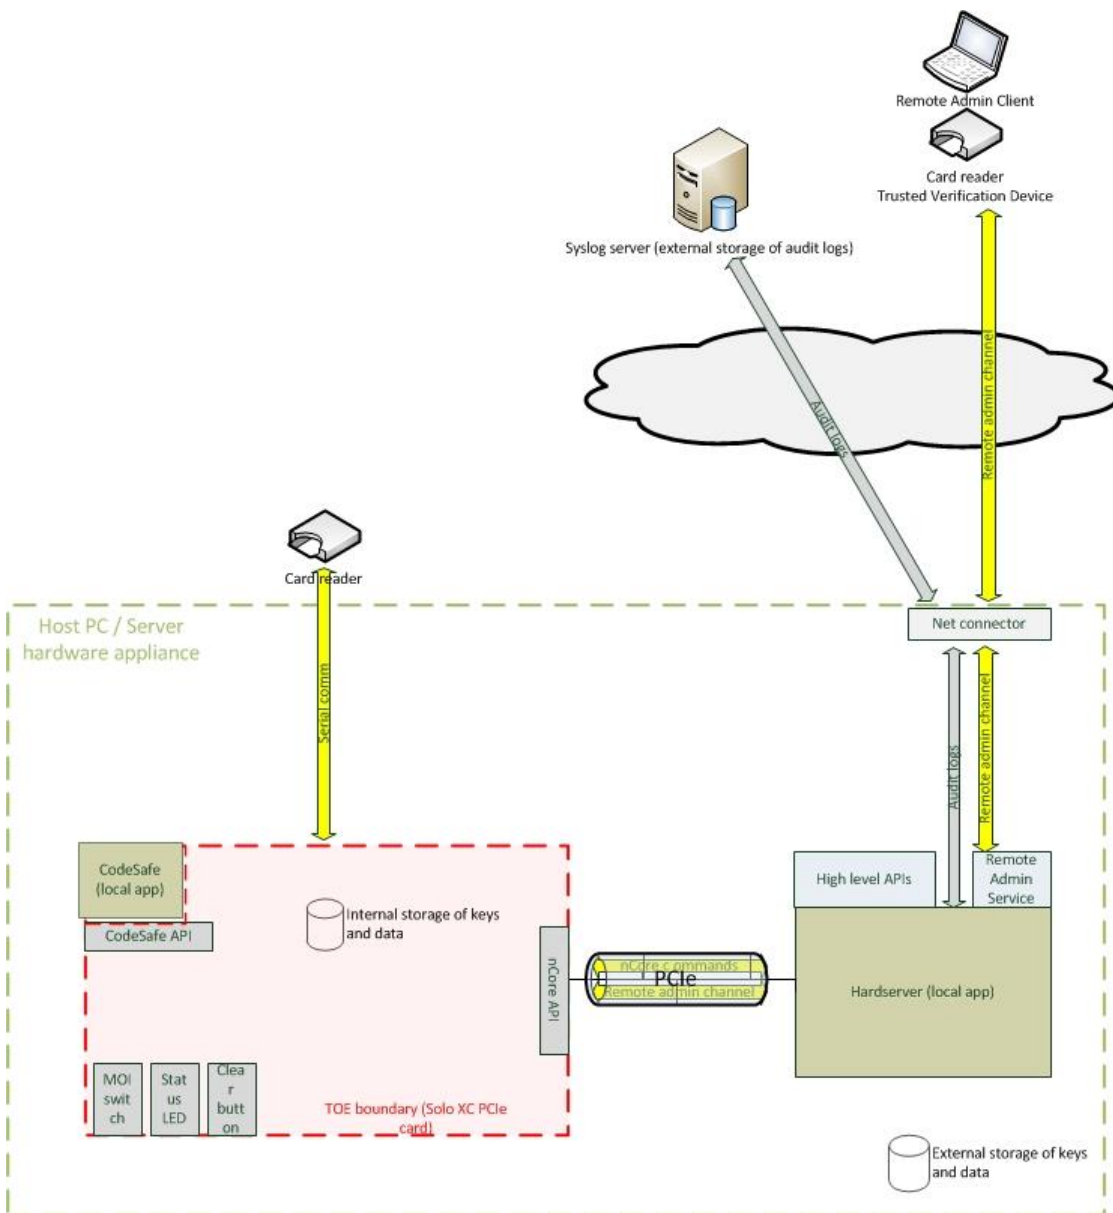 Remote Admin Client
Card reader
Trusted Verification Device
Syslog server (external storage of audit logs)
Audit logs
Remote admin channel
Card reader
Host PC / Server
hardware appliance
Net connector
Serial comm
Audit logs
Remote admin channel
CodeSafe
(local app)
CodeSafe API
Internal storage of keys
and data
nCore API
nCore commands
PCIe
Remote admin channel
High level APIs
Remote
Admin
Service
Hardserver (local app)
MOI
swit
ch
Stat
us
LED
Clea
r
butt
on
TOE boundary (Solo XC PCIe
card)
External storage of keys
and data